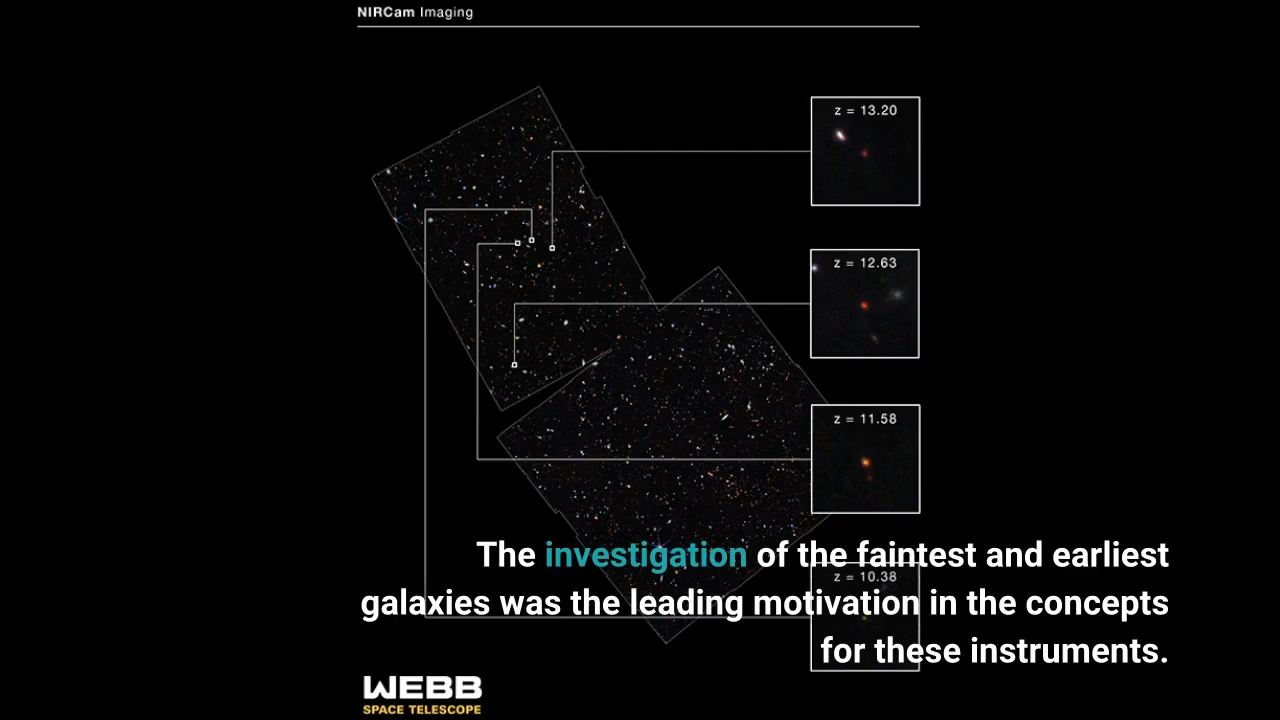 NIRCam Imaging
z = 13.20
z = 12.63
z = 11.58
z = 10.38
The investigation of the faintest and earliest
galaxies was the leading motivation in the concepts
for these instruments.
WEBB
SPACE TELESCOPE